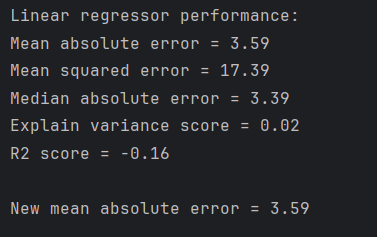 Linear regressor performance:
Mean absolute error = 3.59
Mean squared error = 17.39
Median absolute error = 3.39
Explain variance score = 0.02
R2 score = -0.16
New mean absolute error = 3.59